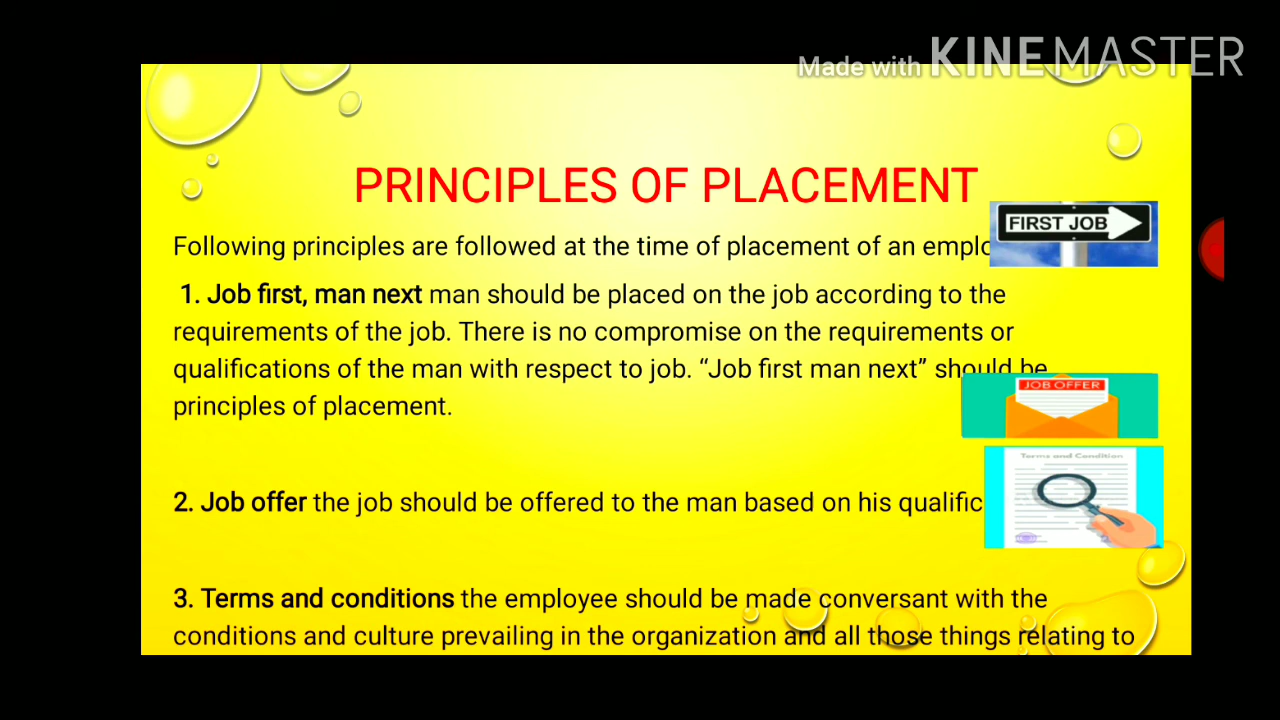 Made with KINEMASTER
PRINCIPLES OF PLACEMENT
FIRST JOB
Following principles are followed at the time of placement of an
1. Job first, man next man should be placed on the job according to the
requirements of the job. There is no compromise on the requirements or
qualifications of the man with respect to job. “Job first man next” should be
principles of placement.
JOB OFFER
Terms and Condition
2. Job offer the job should be offered to the man based on his
3. Terms and conditions the employee should be made conversant with the
conditions and culture prevailing in the organization and all those things relating to